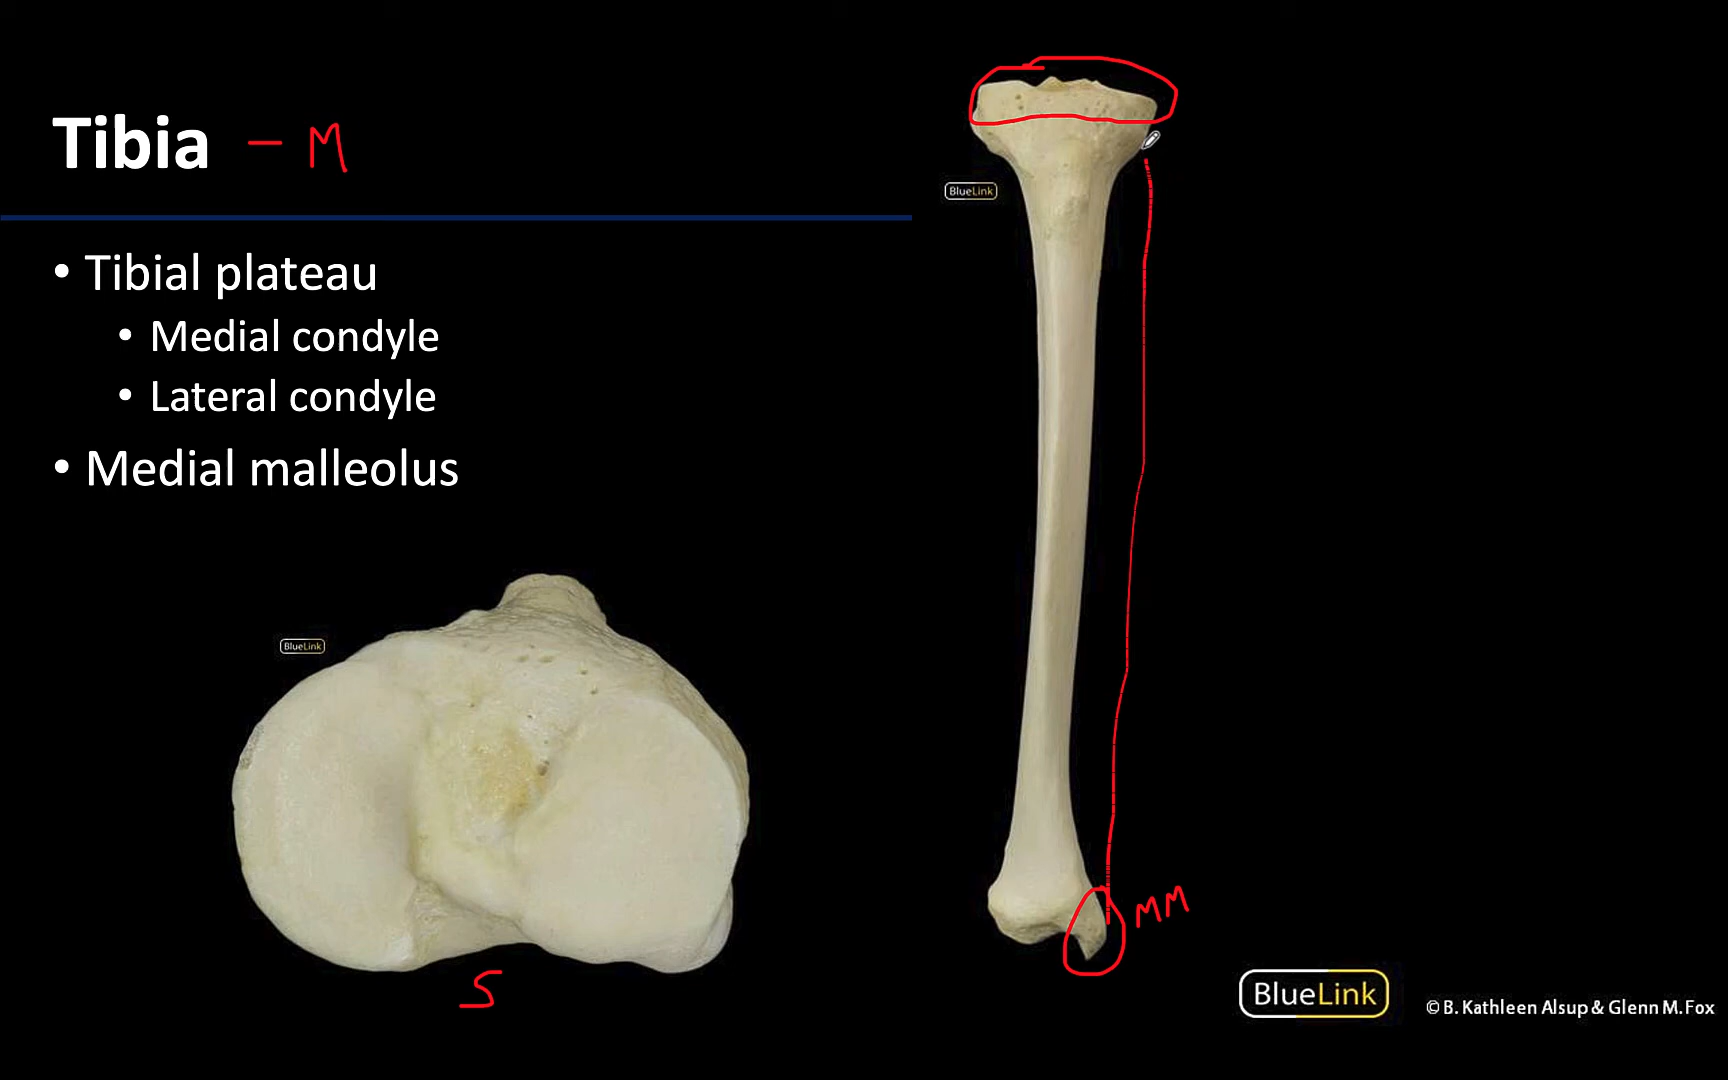 Tibia – M
• Tibial plateau
• Medial condyle
• Lateral condyle
• Medial malleolus
BlueLink
BlueLink
S
MM
BlueLink
© B. Kathleen Alsup & Glenn M. Fox